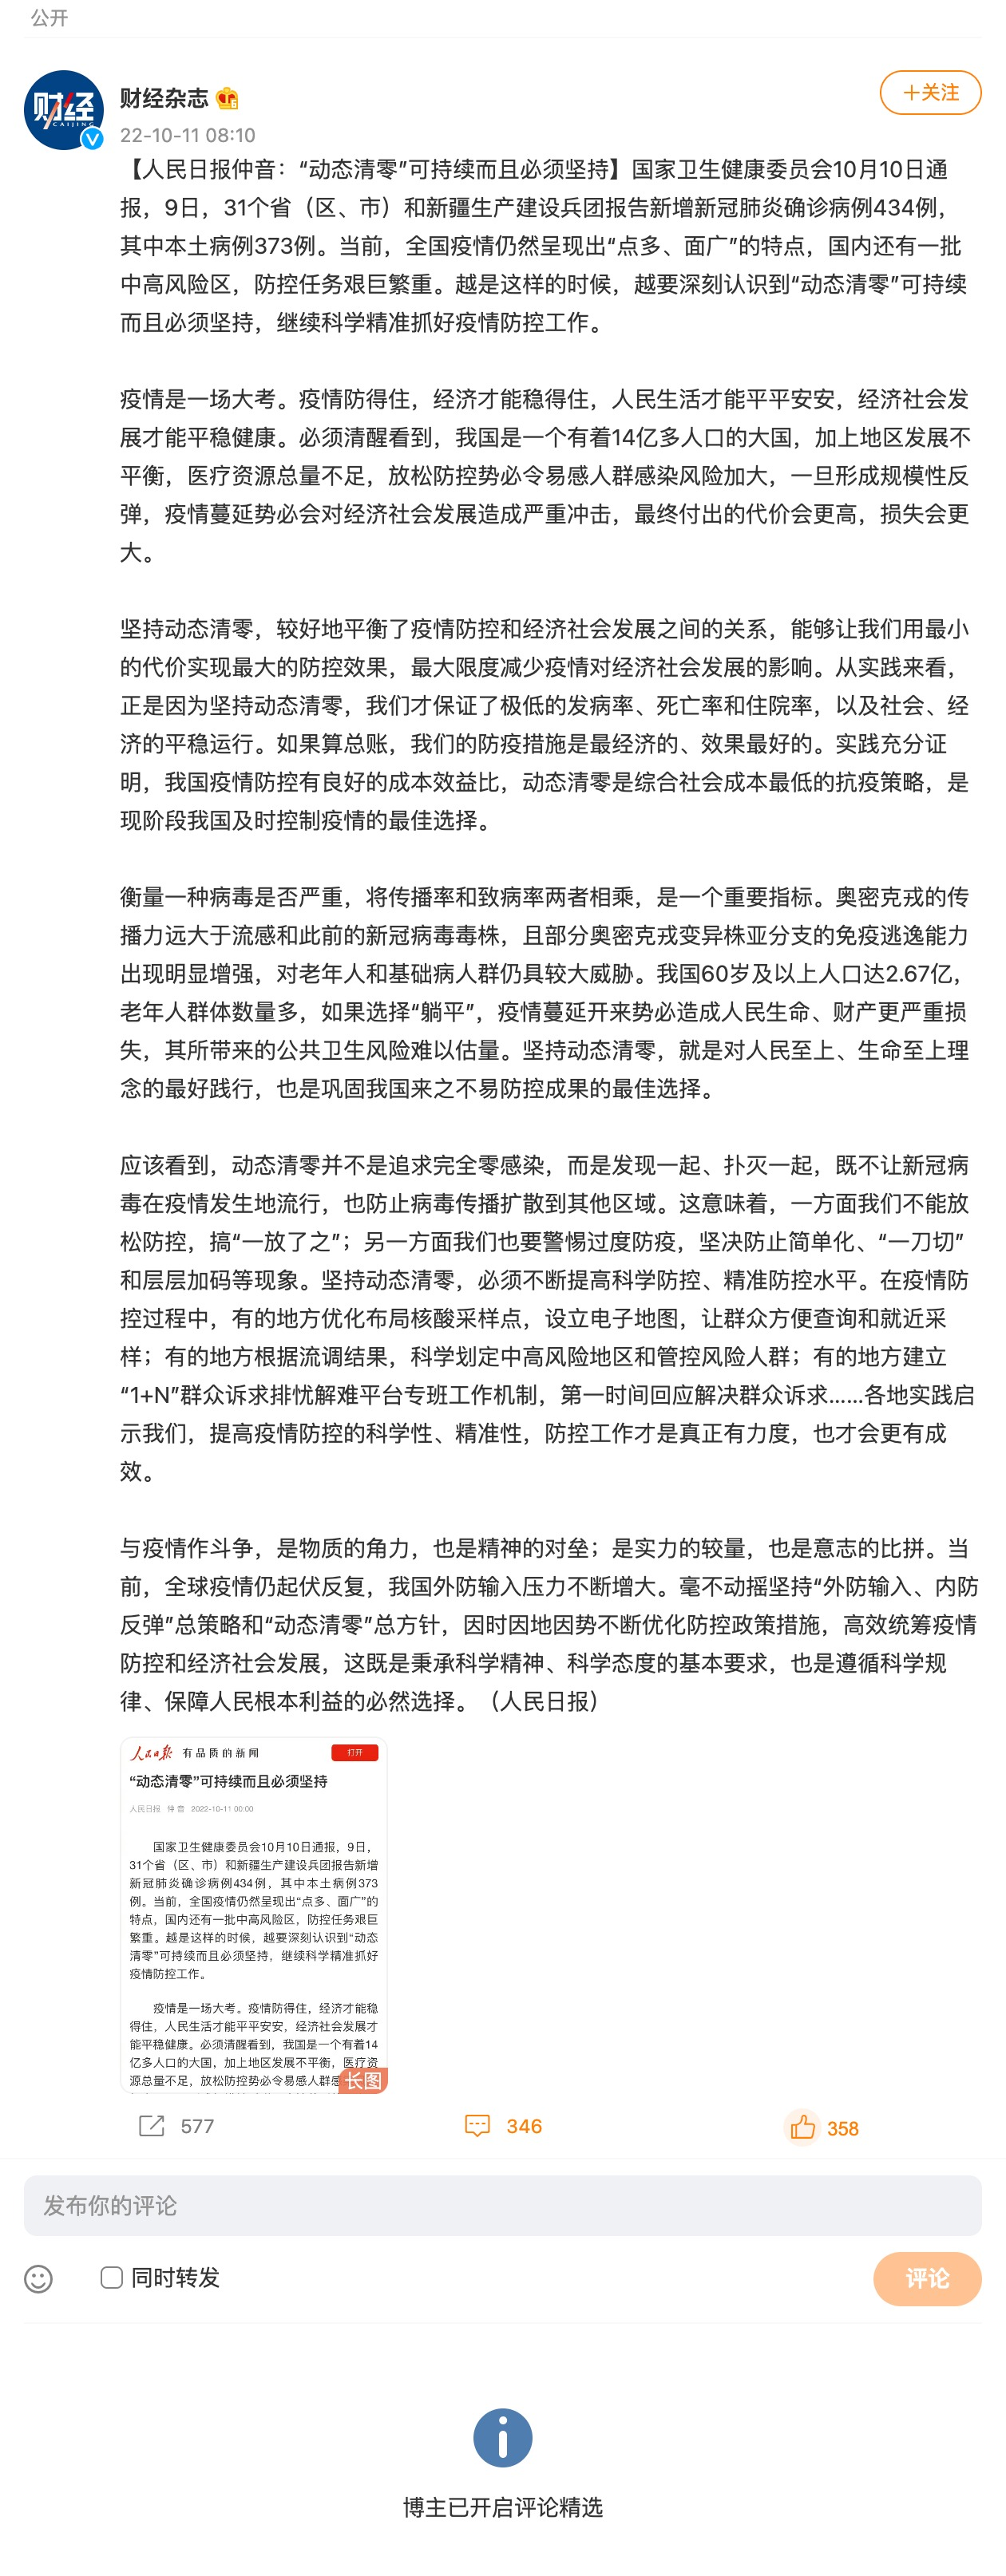 公开
财经
CAIJING
财经杂志
+关注
22-10-11 08:10
【人民日报仲音：“动态清零”可持续而且必须坚持】国家卫生健康委员会10月10日通
报，9日，31个省（区、市）和新疆生产建设兵团报告新增新冠肺炎确诊病例434例，
其中本土病例373例。当前，全国疫情仍然呈现出“点多、面广”的特点，国内还有一批
中高风险区，防控任务艰巨繁重。越是这样的时候，越要深刻认识到“动态清零”可持续
而且必须坚持，继续科学精准抓好疫情防控工作。
疫情是一场大考。疫情防得住，经济才能稳得住，人民生活才能平平安安，经济社会发
展才能平稳健康。必须清醒看到，我国是一个有着14亿多人口的大国，加上地区发展不
平衡，医疗资源总量不足，放松防控势必令易感人群感染风险加大，一旦形成规模性反
弹，疫情蔓延势必会对经济社会发展造成严重冲击，最终付出的代价会更高，损失会更
大。
坚持动态清零，较好地平衡了疫情防控和经济社会发展之间的关系，能够让我们用最小
的代价实现最大的防控效果，最大限度减少疫情对经济社会发展的影响。从实践来看，
正是因为坚持动态清零，我们才保证了极低的发病率、死亡率和住院率，以及社会、经
济的平稳运行。如果算总账，我们的防疫措施是最经济的、效果最好的。实践充分证
明，我国疫情防控有良好的成本效益比，动态清零是综合社会成本最低的抗疫策略，是
现阶段我国及时控制疫情的最佳选择。
衡量一种病毒是否严重，将传播率和致病率两者相乘，是一个重要指标。奥密克戎的传
播力远大于流感和此前的新冠病毒毒株，且部分奥密克戎变异株亚分支的免疫逃逸能力
出现明显增强，对老年人和基础病人群仍具较大威胁。我国60岁及以上人口达2.67亿，
老年人群体数量多，如果选择“躺平”，疫情蔓延开来势必造成人民生命、财产更严重损
失，其所带来的公共卫生风险难以估量。坚持动态清零，就是对人民至上、生命至上理
念的最好践行，也是巩固我国来之不易防控成果的最佳选择。
应该看到，动态清零并不是追求完全零感染，而是发现一起、扑灭一起，既不让新冠病
毒在疫情发生地流行，也防止病毒传播扩散到其他区域。这意味着，一方面我们不能放
松防控，搞“一放了之”；另一方面我们也要警惕过度防疫，坚决防止简单化、“一刀切”
和层层加码等现象。坚持动态清零，必须不断提高科学防控、精准防控水平。在疫情防
控过程中，有的地方优化布局核酸采样点，设立电子地图，让群众方便查询和就近采
样；有的地方根据流调结果，科学划定中高风险地区和管控风险人群；有的地方建立
“1+N”群众诉求排忧解难平台专班工作机制，第一时间回应解决群众诉求……各地实践启
示我们，提高疫情防控的科学性、精准性，防控工作才是真正有力度，也才会更有成
效。
与疫情作斗争，是物质的角力，也是精神的对垒；是实力的较量，也是意志的比拼。当
前，全球疫情仍起伏反复，我国外防输入压力不断增大。毫不动摇坚持“外防输入、内防
反弹”总策略和“动态清零”总方针，因时因地因势不断优化防控政策措施，高效统筹疫情
防控和经济社会发展，这既是秉承科学精神、科学态度的基本要求，也是遵循科学规
律、保障人民根本利益的必然选择。（人民日报）
人民日报 有品质的新闻 打开
“动态清零”可持续而且必须坚持
人民日报 仲音 2022-10-11 00:00
国家卫生健康委员会10月10日通报，9日，
31个省（区、市）和新疆生产建设兵团报告新增
新冠肺炎确诊病例434例，其中本土病例373
例。当前，全国疫情仍然呈现出“点多、面广”的
特点，国内还有一批中高风险区，防控任务艰巨
繁重。越是这样的时候，越要深刻认识到“动态
清零”可持续而且必须坚持，继续科学精准抓好
疫情防控工作。
疫情是一场大考。疫情防得住，经济才能稳
得住，人民生活才能平平安安，经济社会发展才
能平稳健康。必须清醒看到，我国是一个有着14
亿多人口的大国，加上地区发展不平衡，医疗资
源总量不足，放松防控势必令易感人群感
长图
577
346
358
发布你的评论
同时转发
评论
博主已开启评论精选